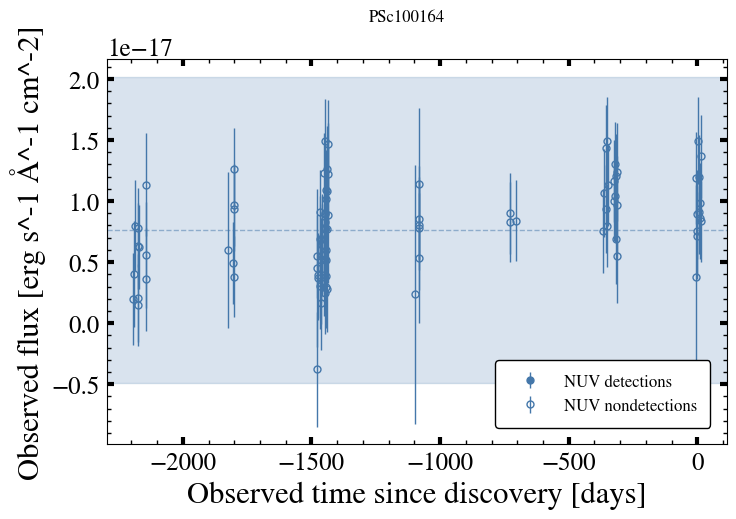 PSc100164
1e−17
Observed flux [erg s^-1 Å^-1 cm^-2]
2.0
1.5
1.0
0.5
0.0
−0.5
NUV detections
NUV nondetections
−2000 −1500 −1000 −500 0
Observed time since discovery [days]